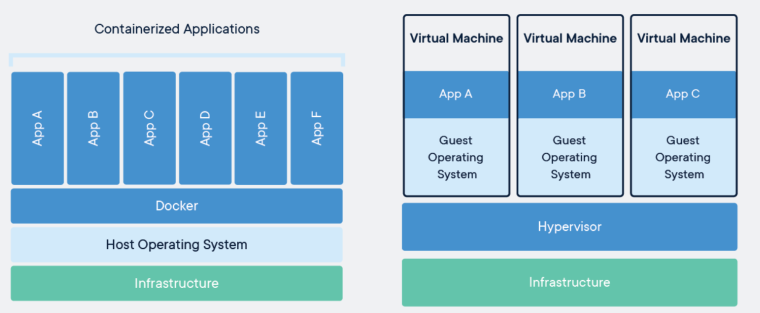 Containerized Applications
App A
App B
App C
App D
App E
App F
Docker
Host Operating System
Infrastructure
Virtual Machine
Virtual Machine
Virtual Machine
App A
App B
App C
Guest
Operating
System
Guest
Operating
System
Guest
Operating
System
Hypervisor
Infrastructure